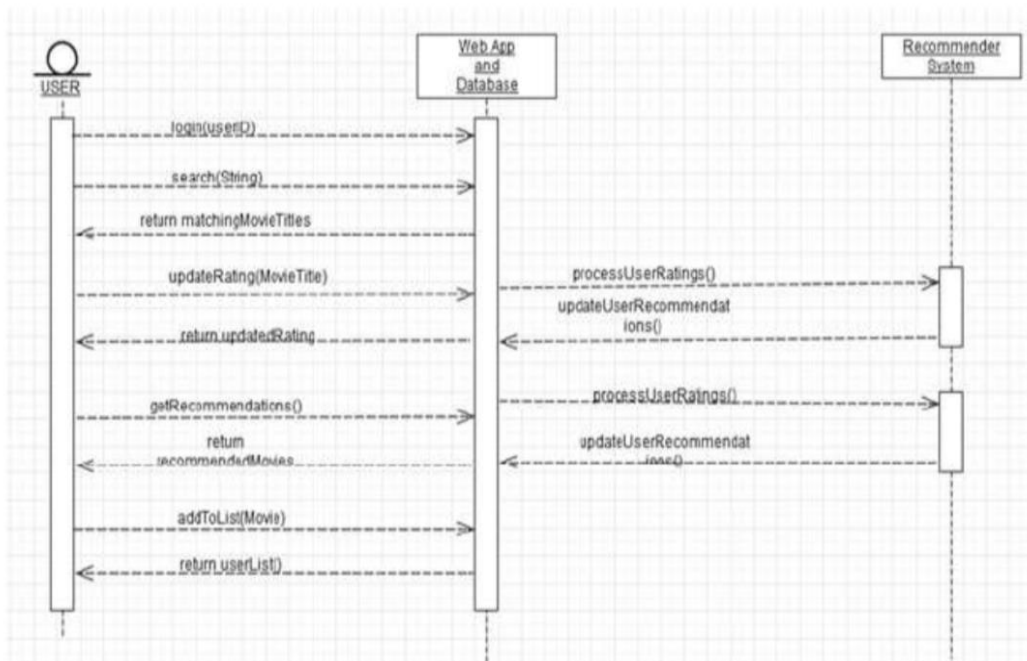 USER
Web App
and
Database
Recommender
System
login(userID)
search(String)
return matchingMovieTitles
updateRating(MovieTitle)
processUserRatings()
updateUserRecommendat
ions()
return updatedRating
getRecommendations()
processUserRatings()
return
recommendedMovies
updateUserRecommendat
ions()
addToList(Movie)
return userList()